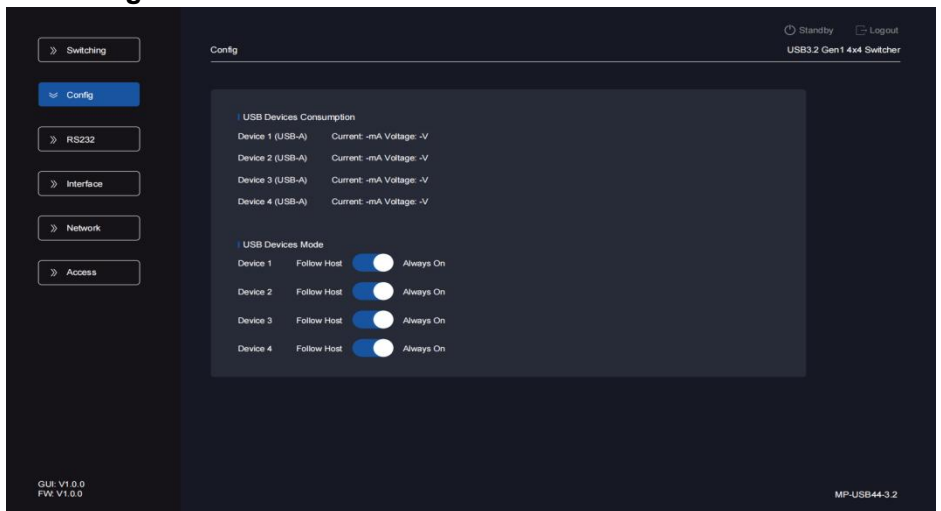 Standby Logout
Switching
Config
USB3.2 Gen1 4x4 Switcher
Config
RS232
Interface
Network
Access
USB Devices Consumption
Device 1 (USB-A) Current: -mA Voltage: -V
Device 2 (USB-A) Current: -mA Voltage: -V
Device 3 (USB-A) Current: -mA Voltage: -V
Device 4 (USB-A) Current: -mA Voltage: -V
USB Devices Mode
Device 1 Follow Host Always On
Device 2 Follow Host Always On
Device 3 Follow Host Always On
Device 4 Follow Host Always On
GUI: V1.0.0
FW: V1.0.0
MP-USB44-3.2